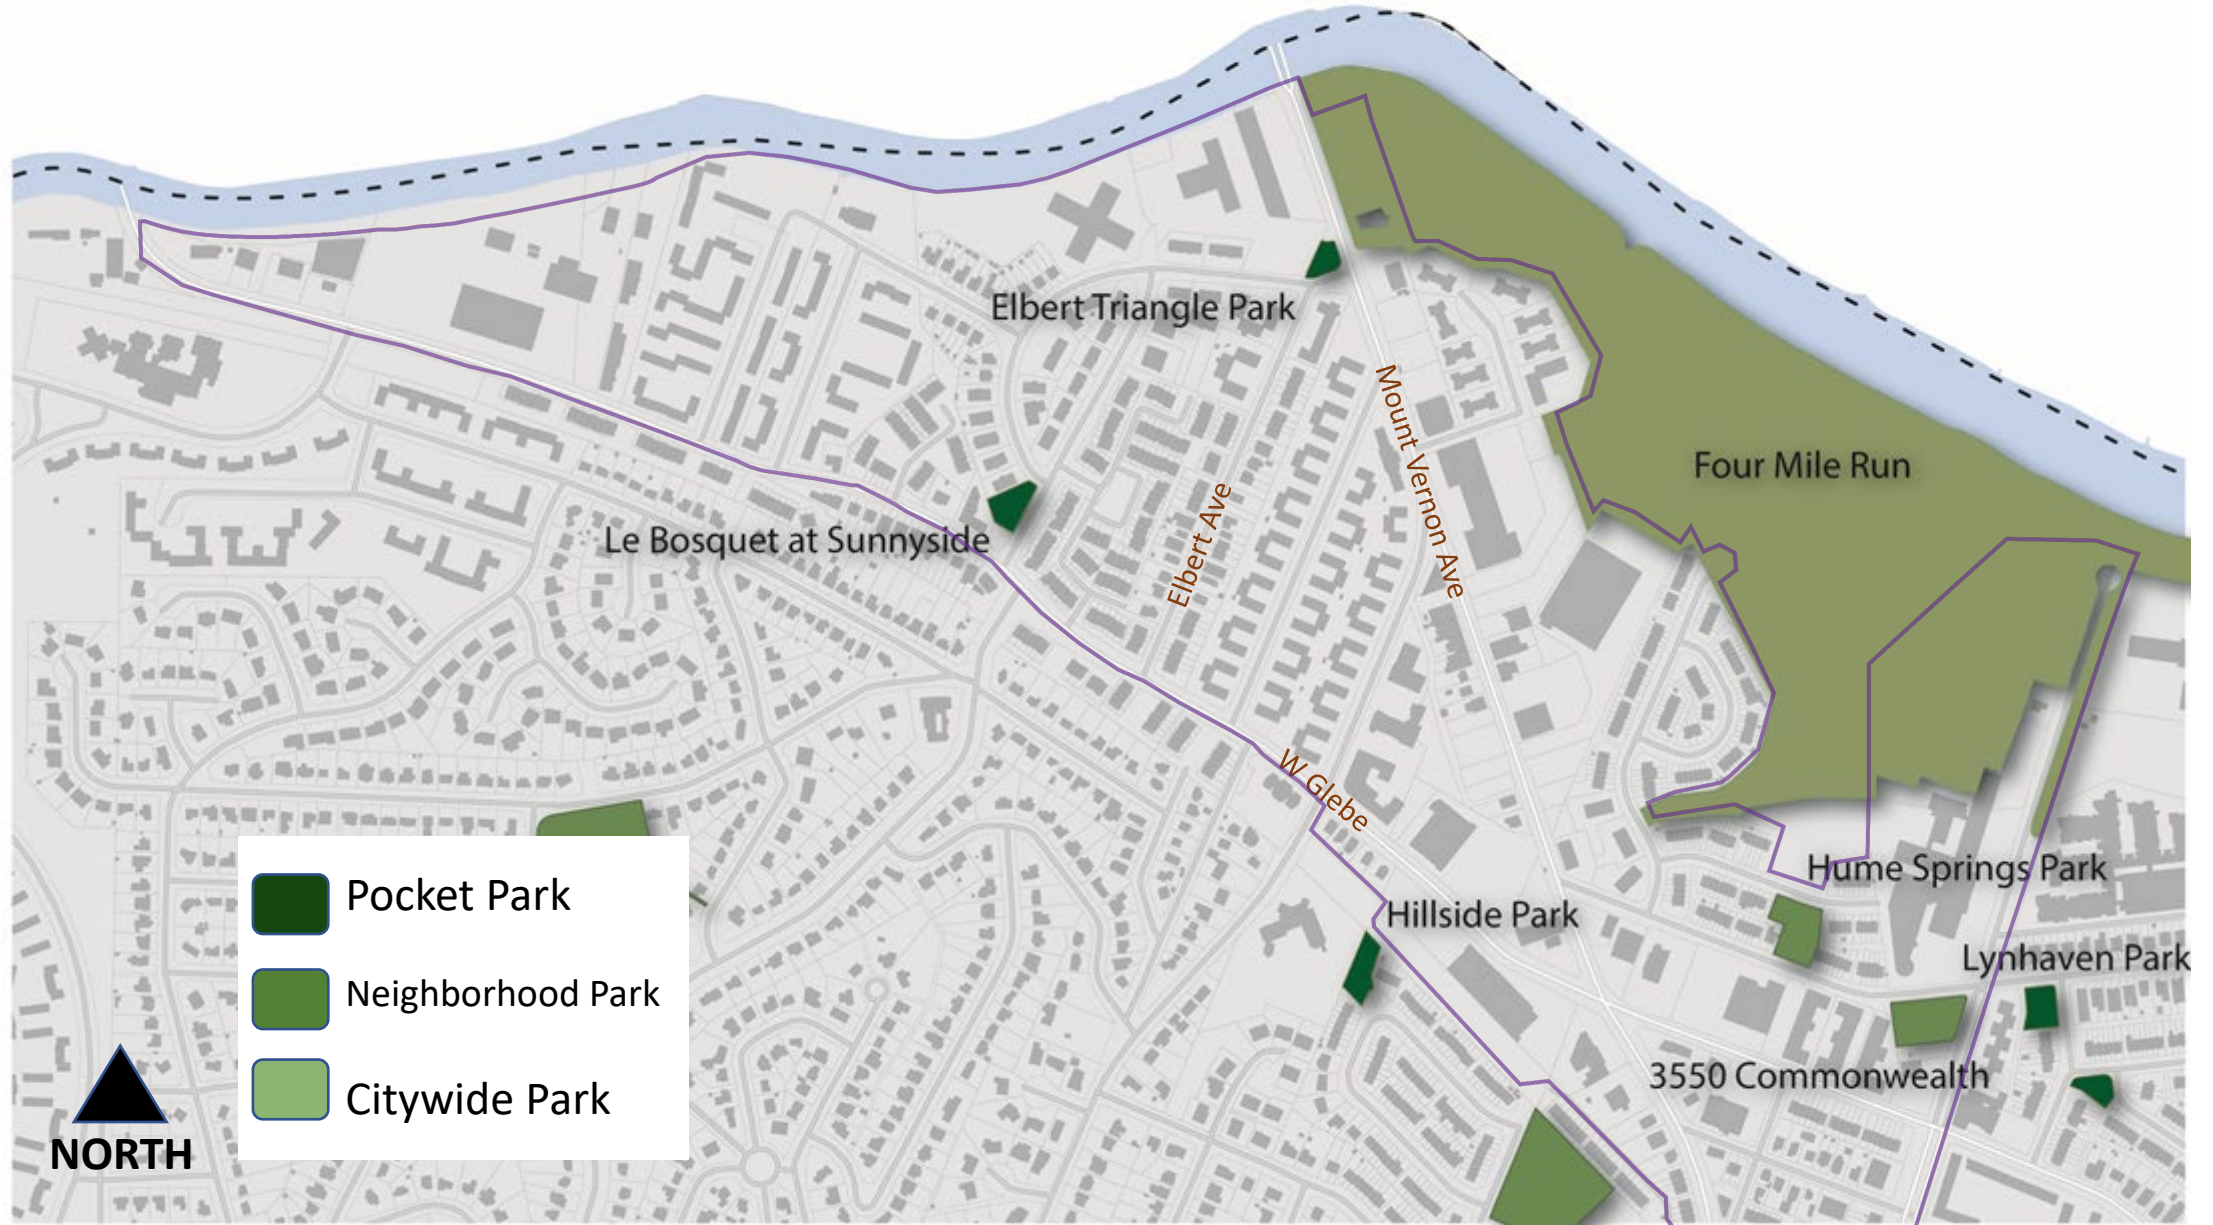 Elbert Triangle Park
Mount Vernon Ave
Four Mile Run
Elbert Ave
Le Bosquet at Sunnyside
W Glebe
Hume Springs Park
Hillside Park
Lynhaven Park
3550 Commonwealth
Pocket Park
Neighborhood Park
Citywide Park
NORTH